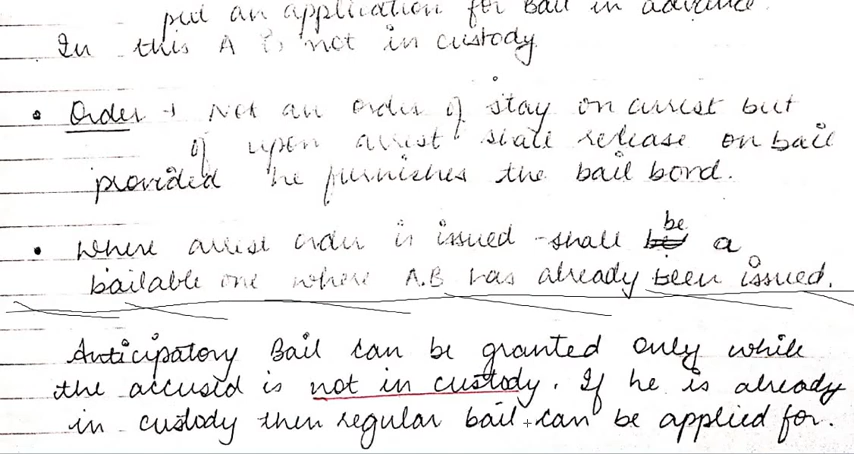 put an application for Bail in advance.
In this A is not in custody
• Order → Not an order of stay on arrest but
of upon arrest state release on bail
provided he furnishes the bail bond.
• Where arrest order is issued - shall be a
bailable one where A.B has already been issued.
Anticipatory Bail can be granted only while
the accused is not in custody. If he is already
in custody then regular bail can be applied for.